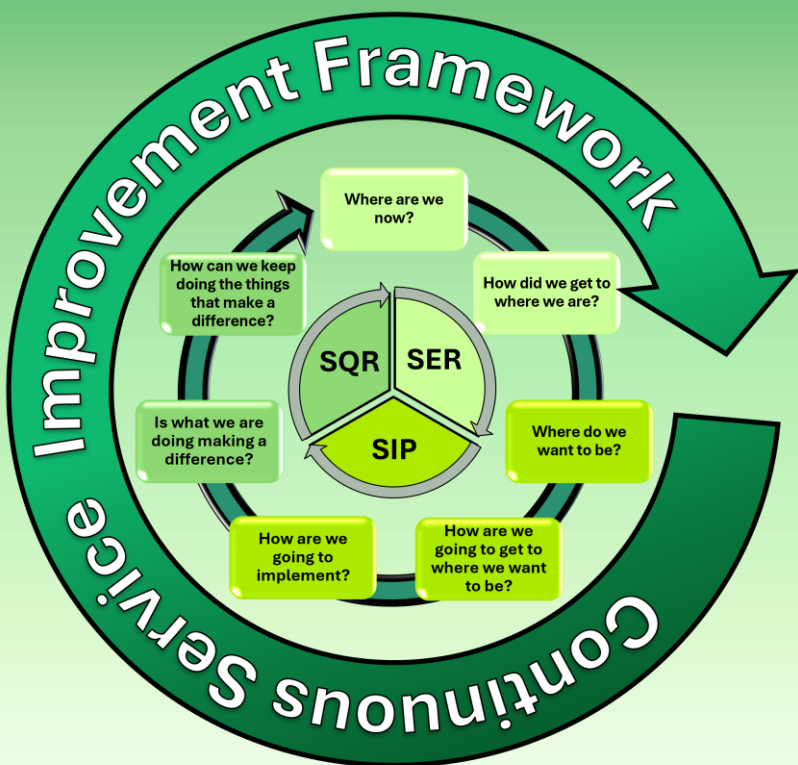 Continuous Service Improvement Framework
Where are we
now?
How did we get to
where we are?
Where do we
want to be?
How are we
going to get to
where we want
to be?
How are we
going to
implement?
Is what we are
doing making a
difference?
How can we keep
doing the things
that make a
difference?
SQR
SER
SIP